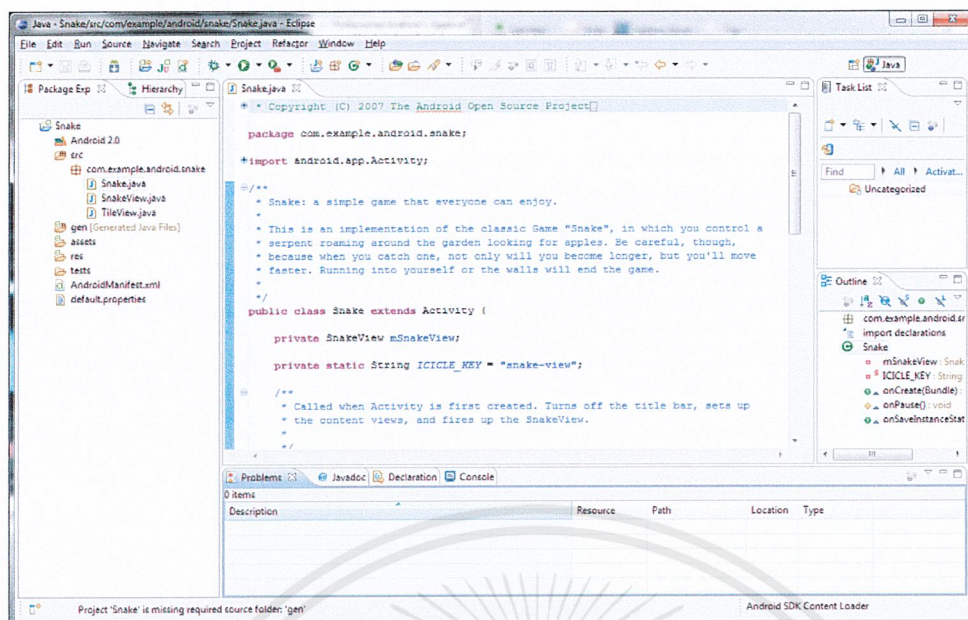 Java - Snake/src/com/example/android/snake/Snake.java - Eclipse
File Edit Run Source Navigate Search Project Refactor Window Help
Java
Package Exp Hierarchy
Snake
Android 2.0
src
com.example.android.snake
Snake.java
SnakeView.java
TileView.java
gen [Generated Java Files]
assets
res
tests
AndroidManifest.xml
default.properties
Snake.java
* Copyright (C) 2007 The Android Open Source Project
package com.example.android.snake;
import android.app.Activity;
/**
* Snake: a simple game that everyone can enjoy.
*
* This is an implementation of the classic Game "Snake", in which you control a
* serpent roaming around the garden looking for apples. Be careful, though,
* because when you catch one, not only will you become longer, but you'll move
* faster. Running into yourself or the walls will end the game.
*
*/
public class Snake extends Activity {
private SnakeView mSnakeView;
private static String ICICLE_KEY = "snake-view";
/**
* Called when Activity is first created. Turns off the title bar, sets up
* the content views, and fires up the SnakeView.
*
*/
Task List
Find All Activat...
Uncategorized
Outline
com.example.android.sr
import declarations
Snake
mSnakeView : Snak
S ICICLE_KEY : String
onCreate(Bundle) :
onPause() : void
onSaveInstanceStat
Problems Javadoc Declaration Console
0 items
Description Resource Path Location Type
Project 'Snake' is missing required source folder: 'gen'
Android SDK Content Loader